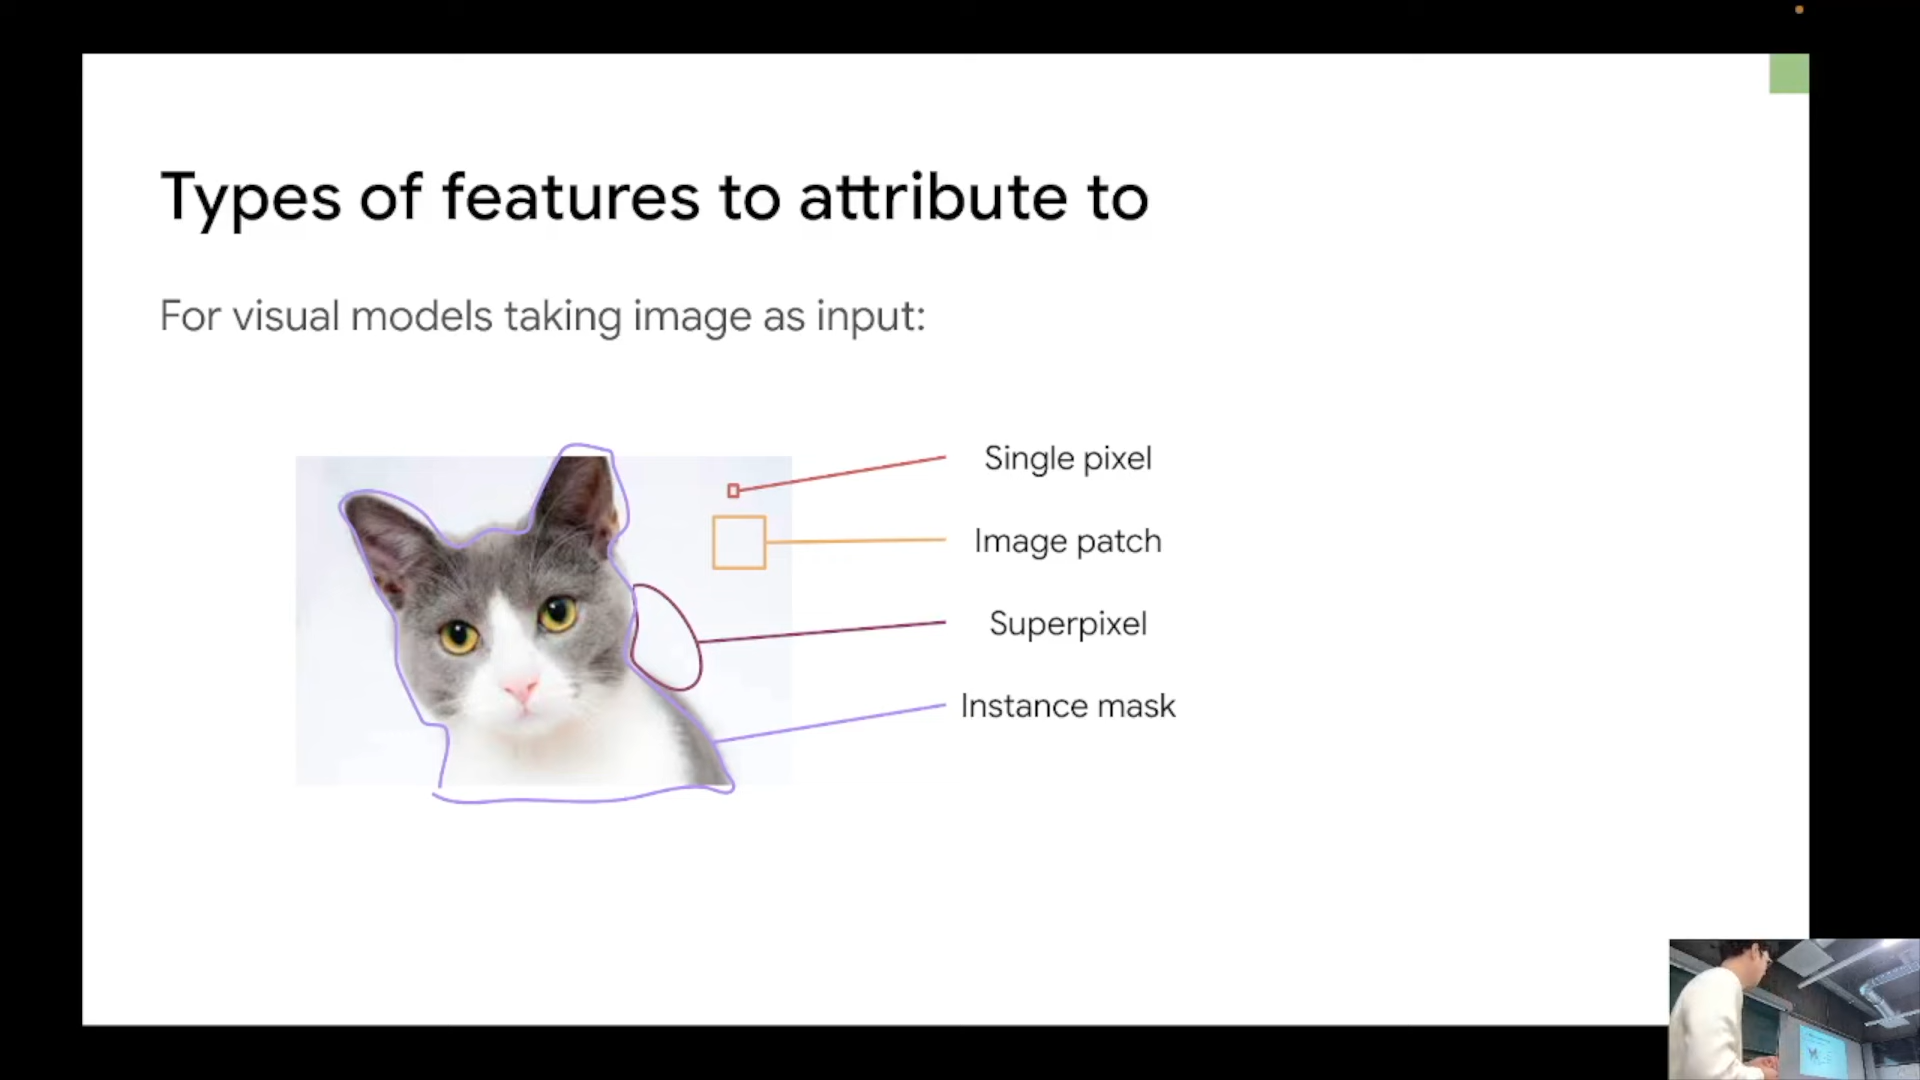 Types of features to attribute to
For visual models taking image as input:
Single pixel
Image patch
Superpixel
Instance mask